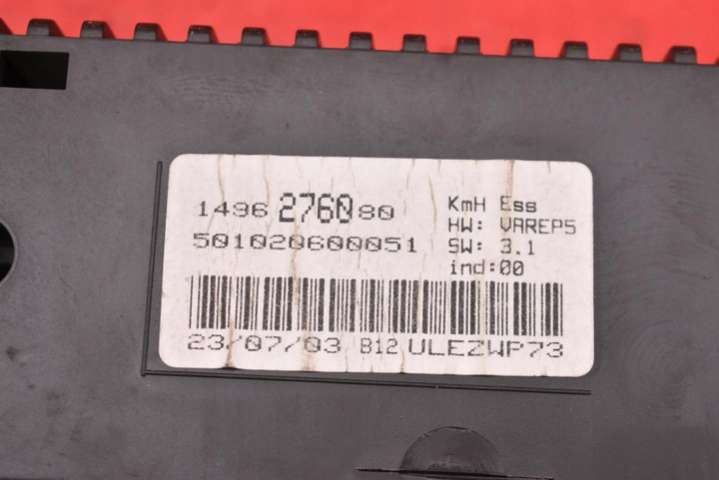 1496 2760 80
501020600051
KmH Ess
HW: VAREP5
SW: 3.1
ind:00
23/07/03 B12 ULEZWP73